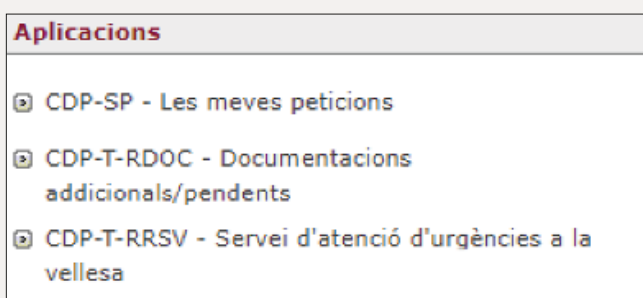 Aplicacions
CDP-SP - Les meves peticions
CDP-T-RDOC - Documentacions
addicionals/pendents
CDP-T-RRSV - Servei d'atenció d'urgències a la
vellesa